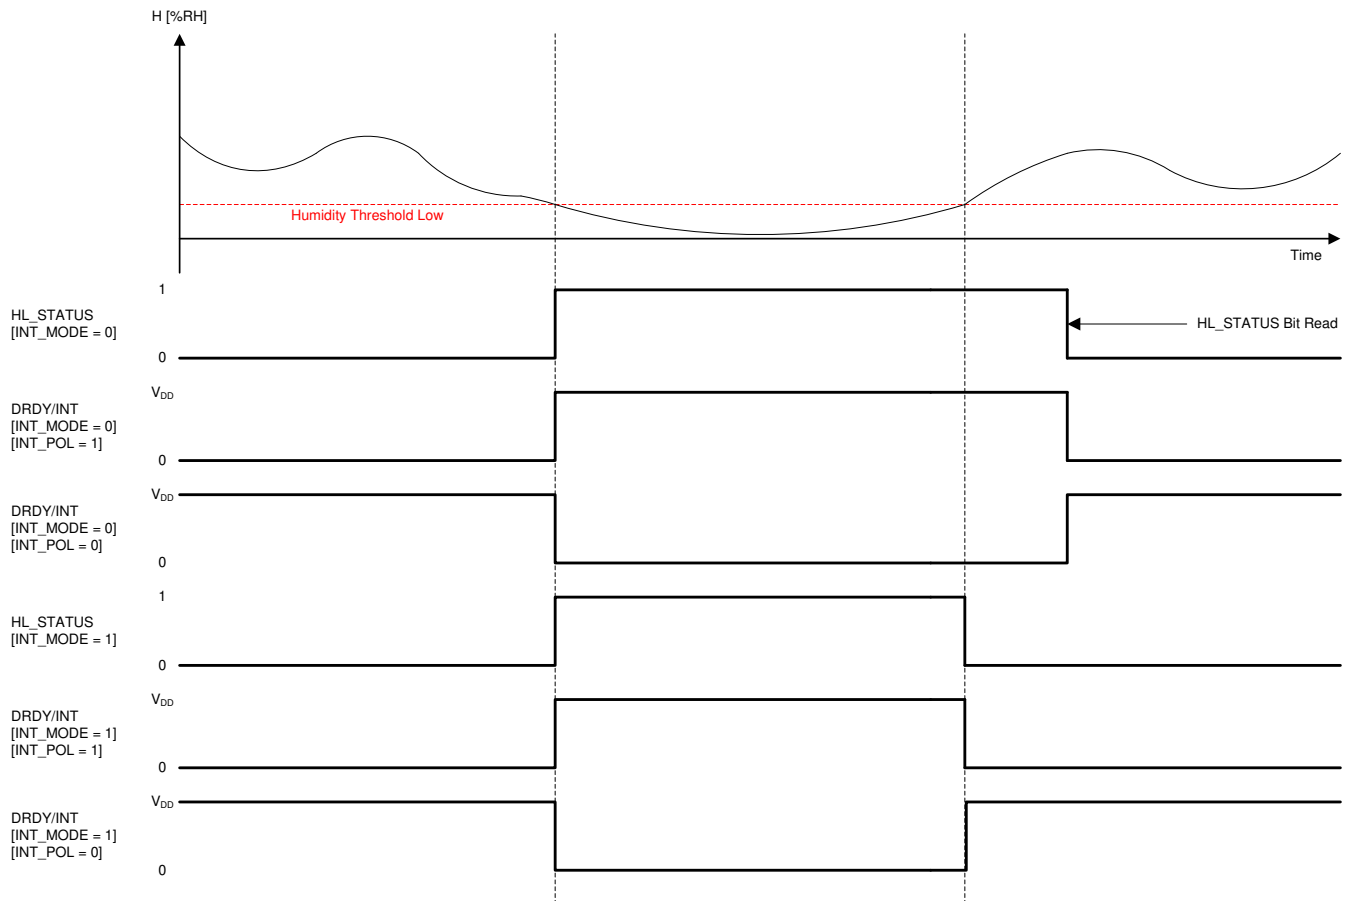 H [%RH]
Humidity Threshold Low
Time
1
HL_STATUS
[INT_MODE = 0]
HL_STATUS Bit Read
0
VDD
DRDY/INT
[INT_MODE = 0]
[INT_POL = 1]
0
VDD
DRDY/INT
[INT_MODE = 0]
[INT_POL = 0]
0
1
HL_STATUS
[INT_MODE = 1]
0
VDD
DRDY/INT
[INT_MODE = 1]
[INT_POL = 1]
0
VDD
DRDY/INT
[INT_MODE = 1]
[INT_POL = 0]
0